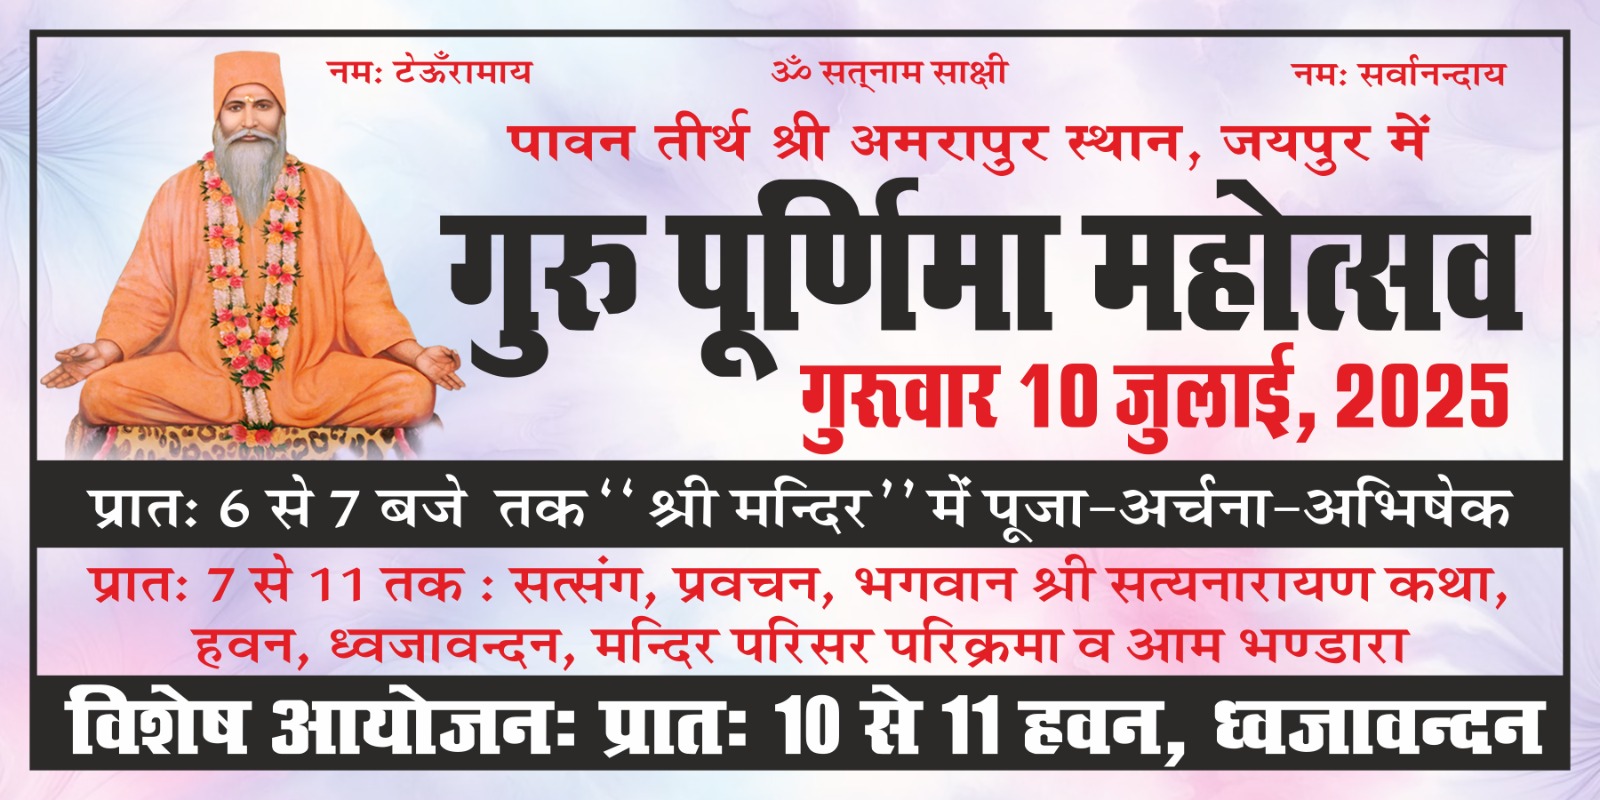 नमः टेऊँरामाय
ॐ सत्‌नाम साक्षी
नमः सर्वानन्दाय
पावन तीर्थ श्री अमरापुर स्थान, जयपुर में
गुरु पूर्णिमा महोत्सव
गुरूवार 10 जुलाई, 2025
प्रातः 6 से 7 बजे तक “श्री मन्दिर” में पूजा-अर्चना-अभिषेक
प्रातः 7 से 11 तक : सत्संग, प्रवचन, भगवान श्री सत्यनारायण कथा,
हवन, ध्वजावन्दन, मन्दिर परिसर परिक्रमा व आम भण्डारा
विशेष आयोजनः प्रातः 10 से 11 हवन, ध्वजावन्दन